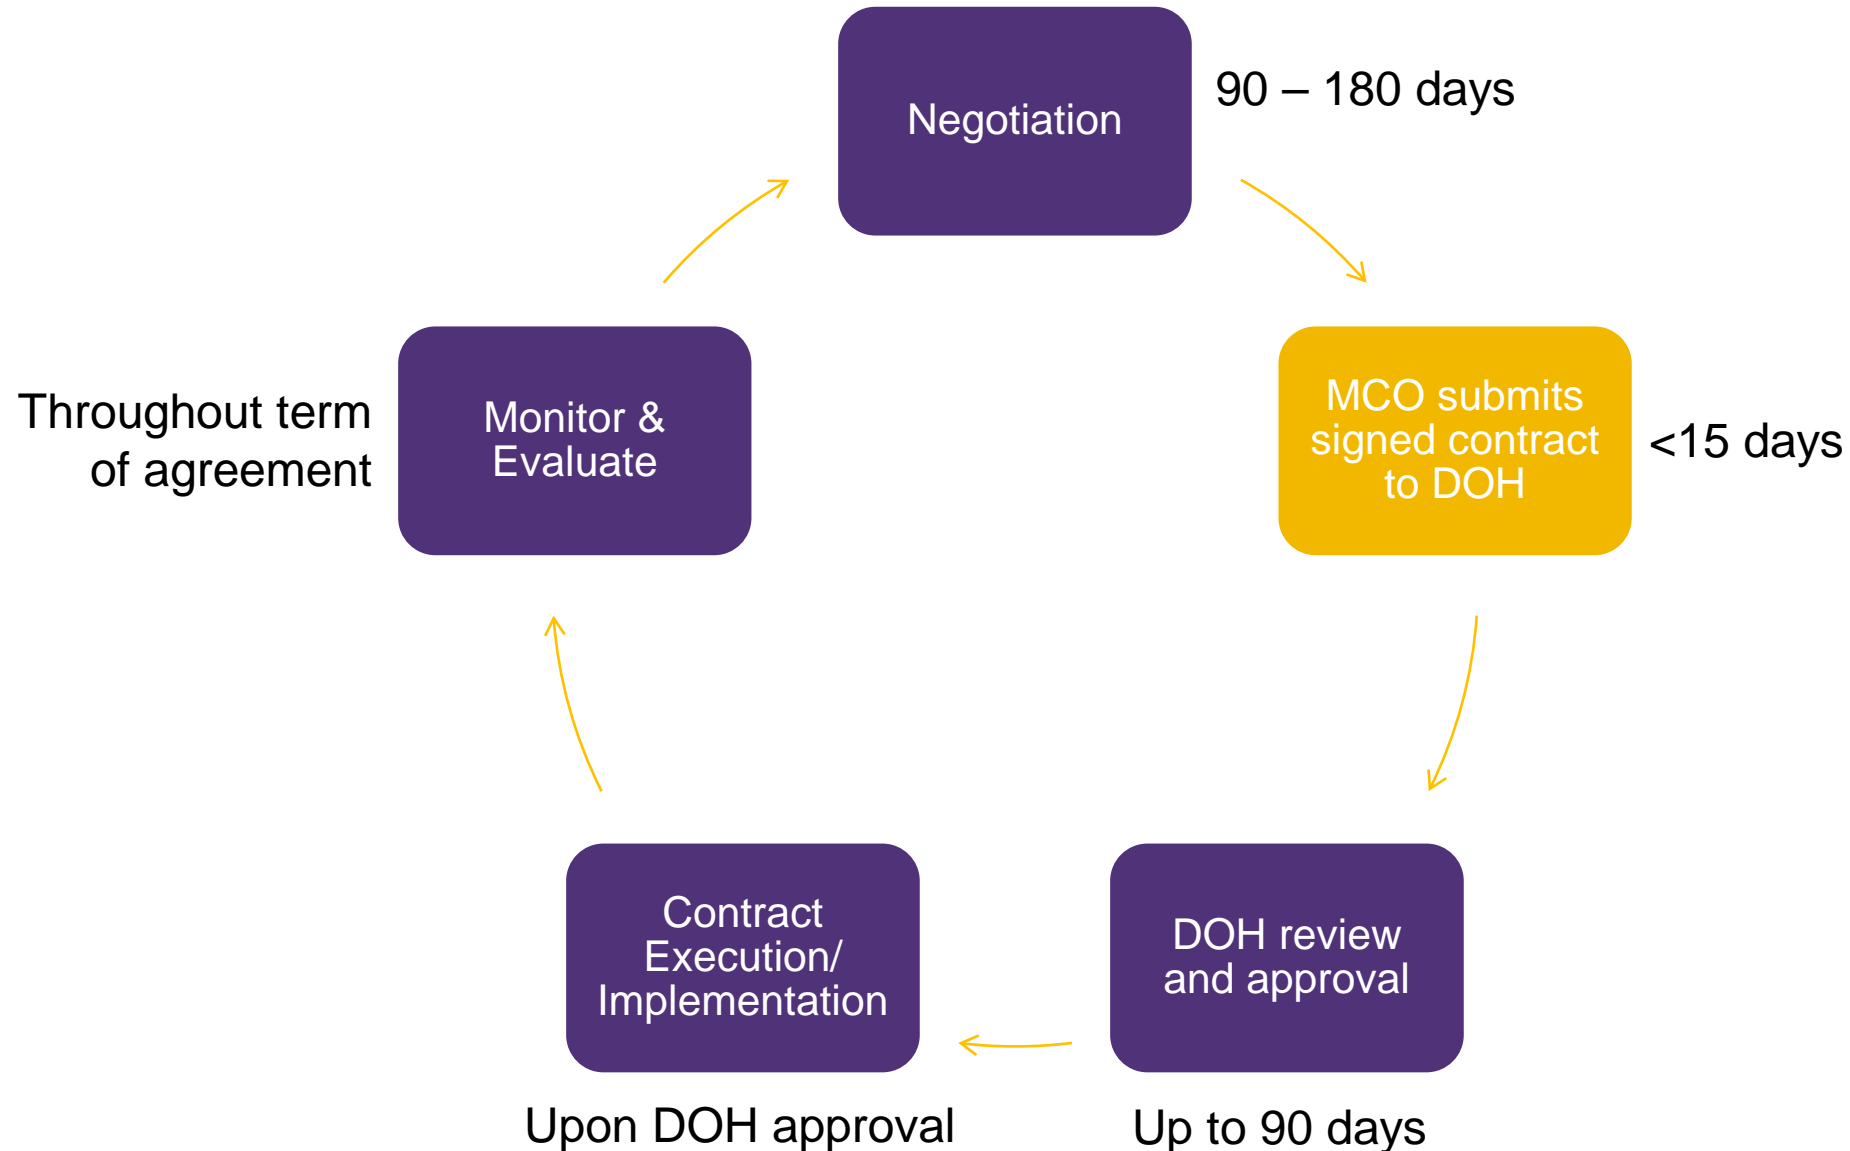 Negotiation
90 – 180 days
MCO submits
signed contract
to DOH
<15 days
DOH review
and approval
Up to 90 days
Contract
Execution/
Implementation
Upon DOH approval
Monitor &
Evaluate
Throughout term
of agreement